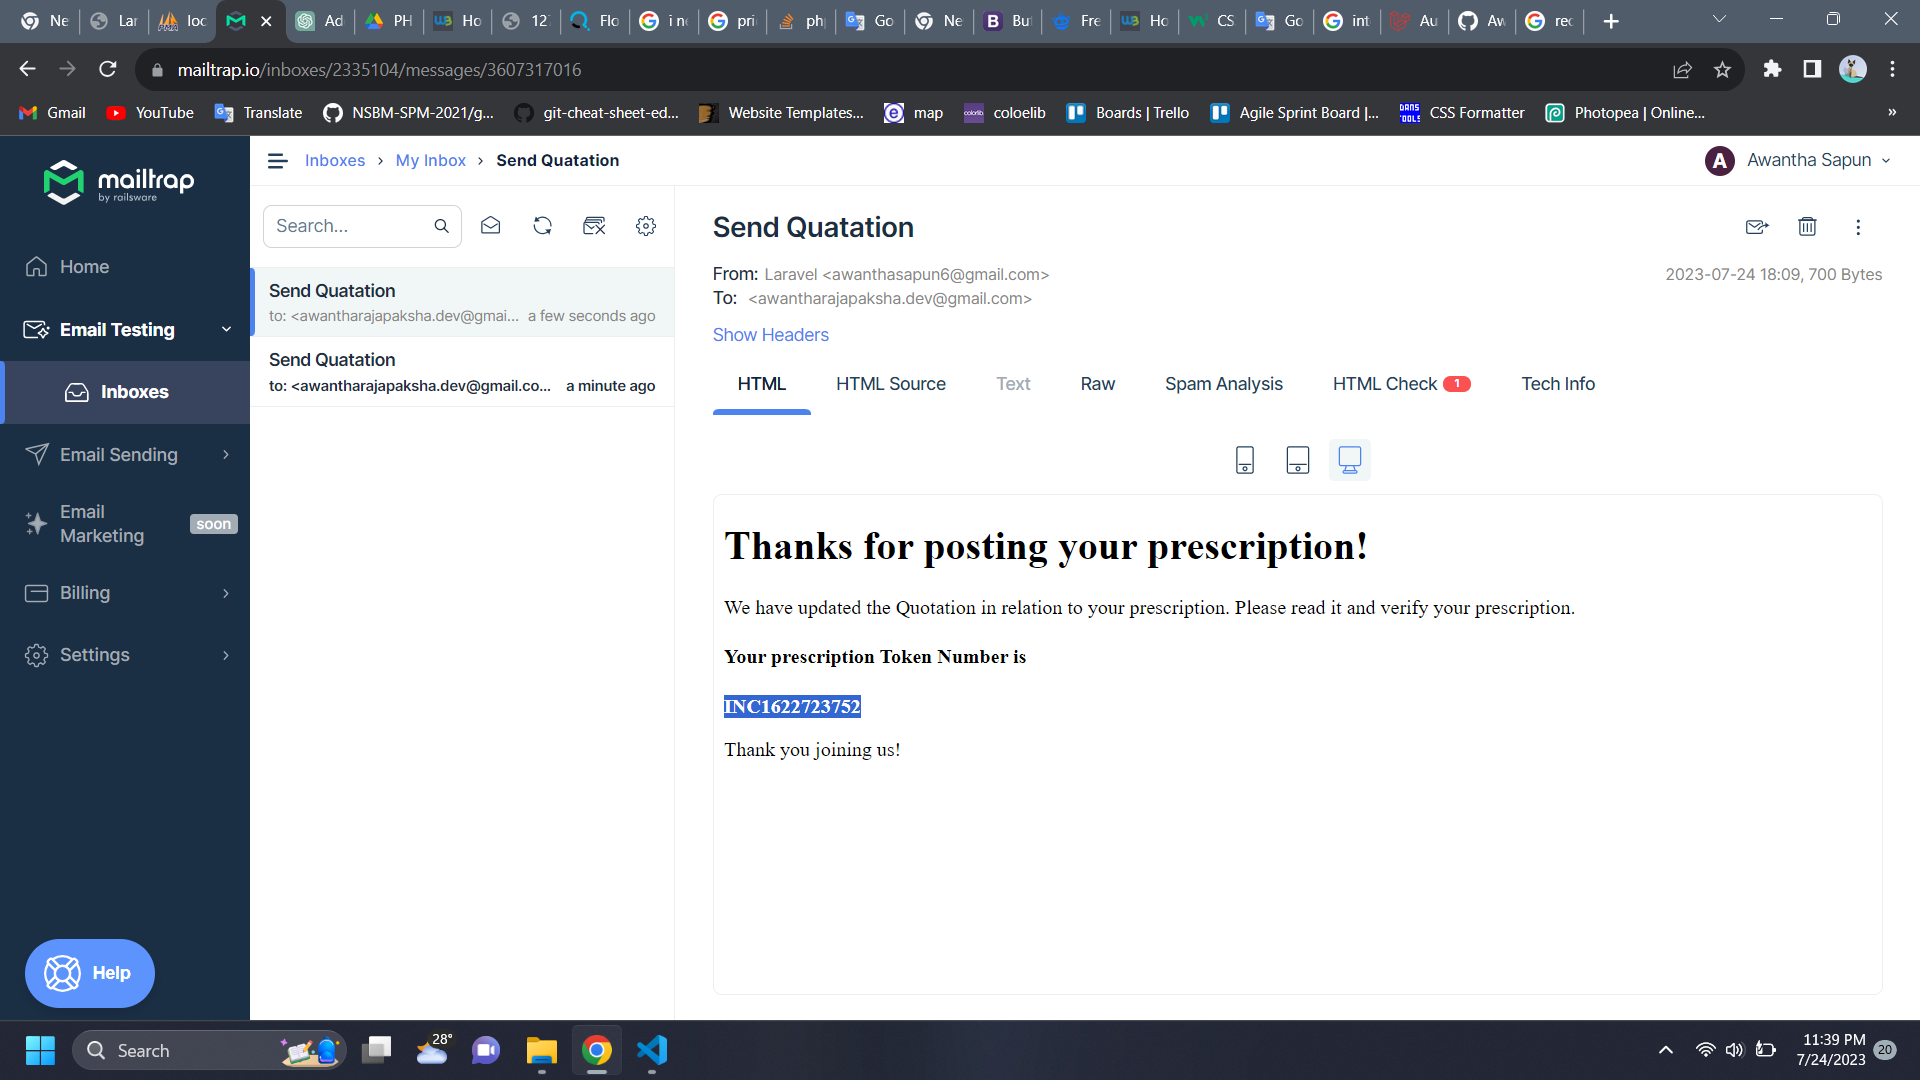 Ne
Lar
loc
Ad
PH
Ho
12
Flo
i ne
pri
php
Go
Ne
But
Fre
Ho
CS
Go
int
Au
Aw
rec
mailtrap.io/inboxes/2335104/messages/3607317016
Gmail
YouTube
Translate
NSBM-SPM-2021/g...
git-cheat-sheet-ed...
Website Templates...
map
coloelib
Boards | Trello
Agile Sprint Board |...
CSS Formatter
Photopea | Online...
»
mailtrap
by railsware
Home
Email Testing
Inboxes
Email Sending
Email Marketing
soon
Billing
Settings
Help
Inboxes › My Inbox › Send Quatation
A
Awantha Sapun
Search...
Send Quatation
to: <awantharajapaksha.dev@gmai... a few seconds ago
Send Quatation
to: <awantharajapaksha.dev@gmail.co... a minute ago
Send Quatation
From: Laravel <awanthasapun6@gmail.com>
2023-07-24 18:09, 700 Bytes
To: <awantharajapaksha.dev@gmail.com>
Show Headers
HTML
HTML Source
Text
Raw
Spam Analysis
HTML Check 1
Tech Info
Thanks for posting your prescription!
We have updated the Quotation in relation to your prescription. Please read it and verify your prescription.
Your prescription Token Number is
INC1622723752
Thank you joining us!
Search
28°
11:39 PM
7/24/2023
20